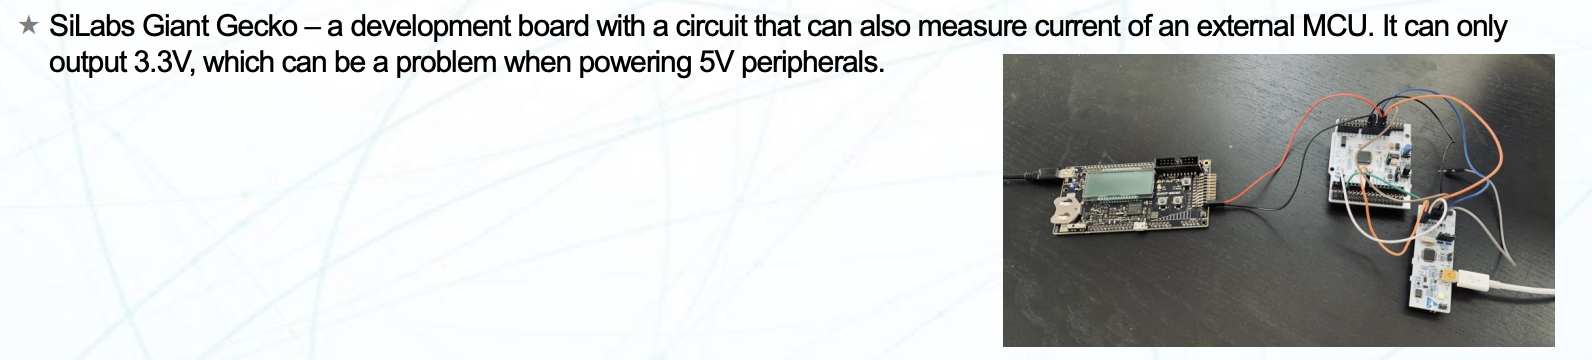 ★ SiLabs Giant Gecko – a development board with a circuit that can also measure current of an external MCU. It can only
output 3.3V, which can be a problem when powering 5V peripherals.